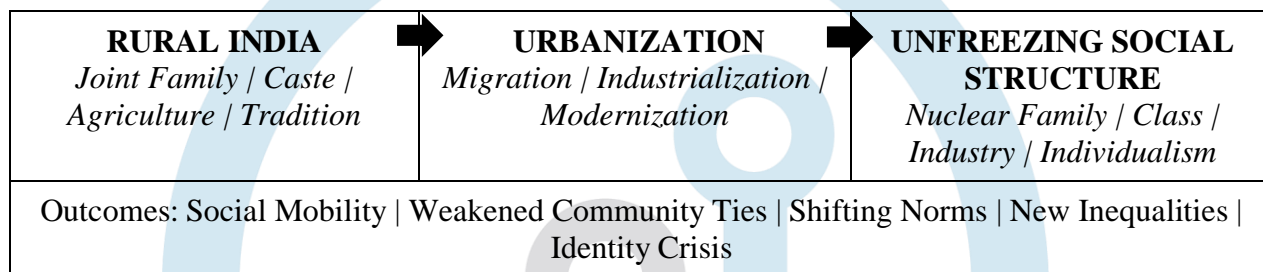 RURAL INDIA
Joint Family | Caste |
Agriculture | Tradition
URBANIZATION
Migration | Industrialization |
Modernization
UNFREEZING SOCIAL
STRUCTURE
Nuclear Family | Class |
Industry | Individualism
Outcomes: Social Mobility | Weakened Community Ties | Shifting Norms | New Inequalities |
Identity Crisis